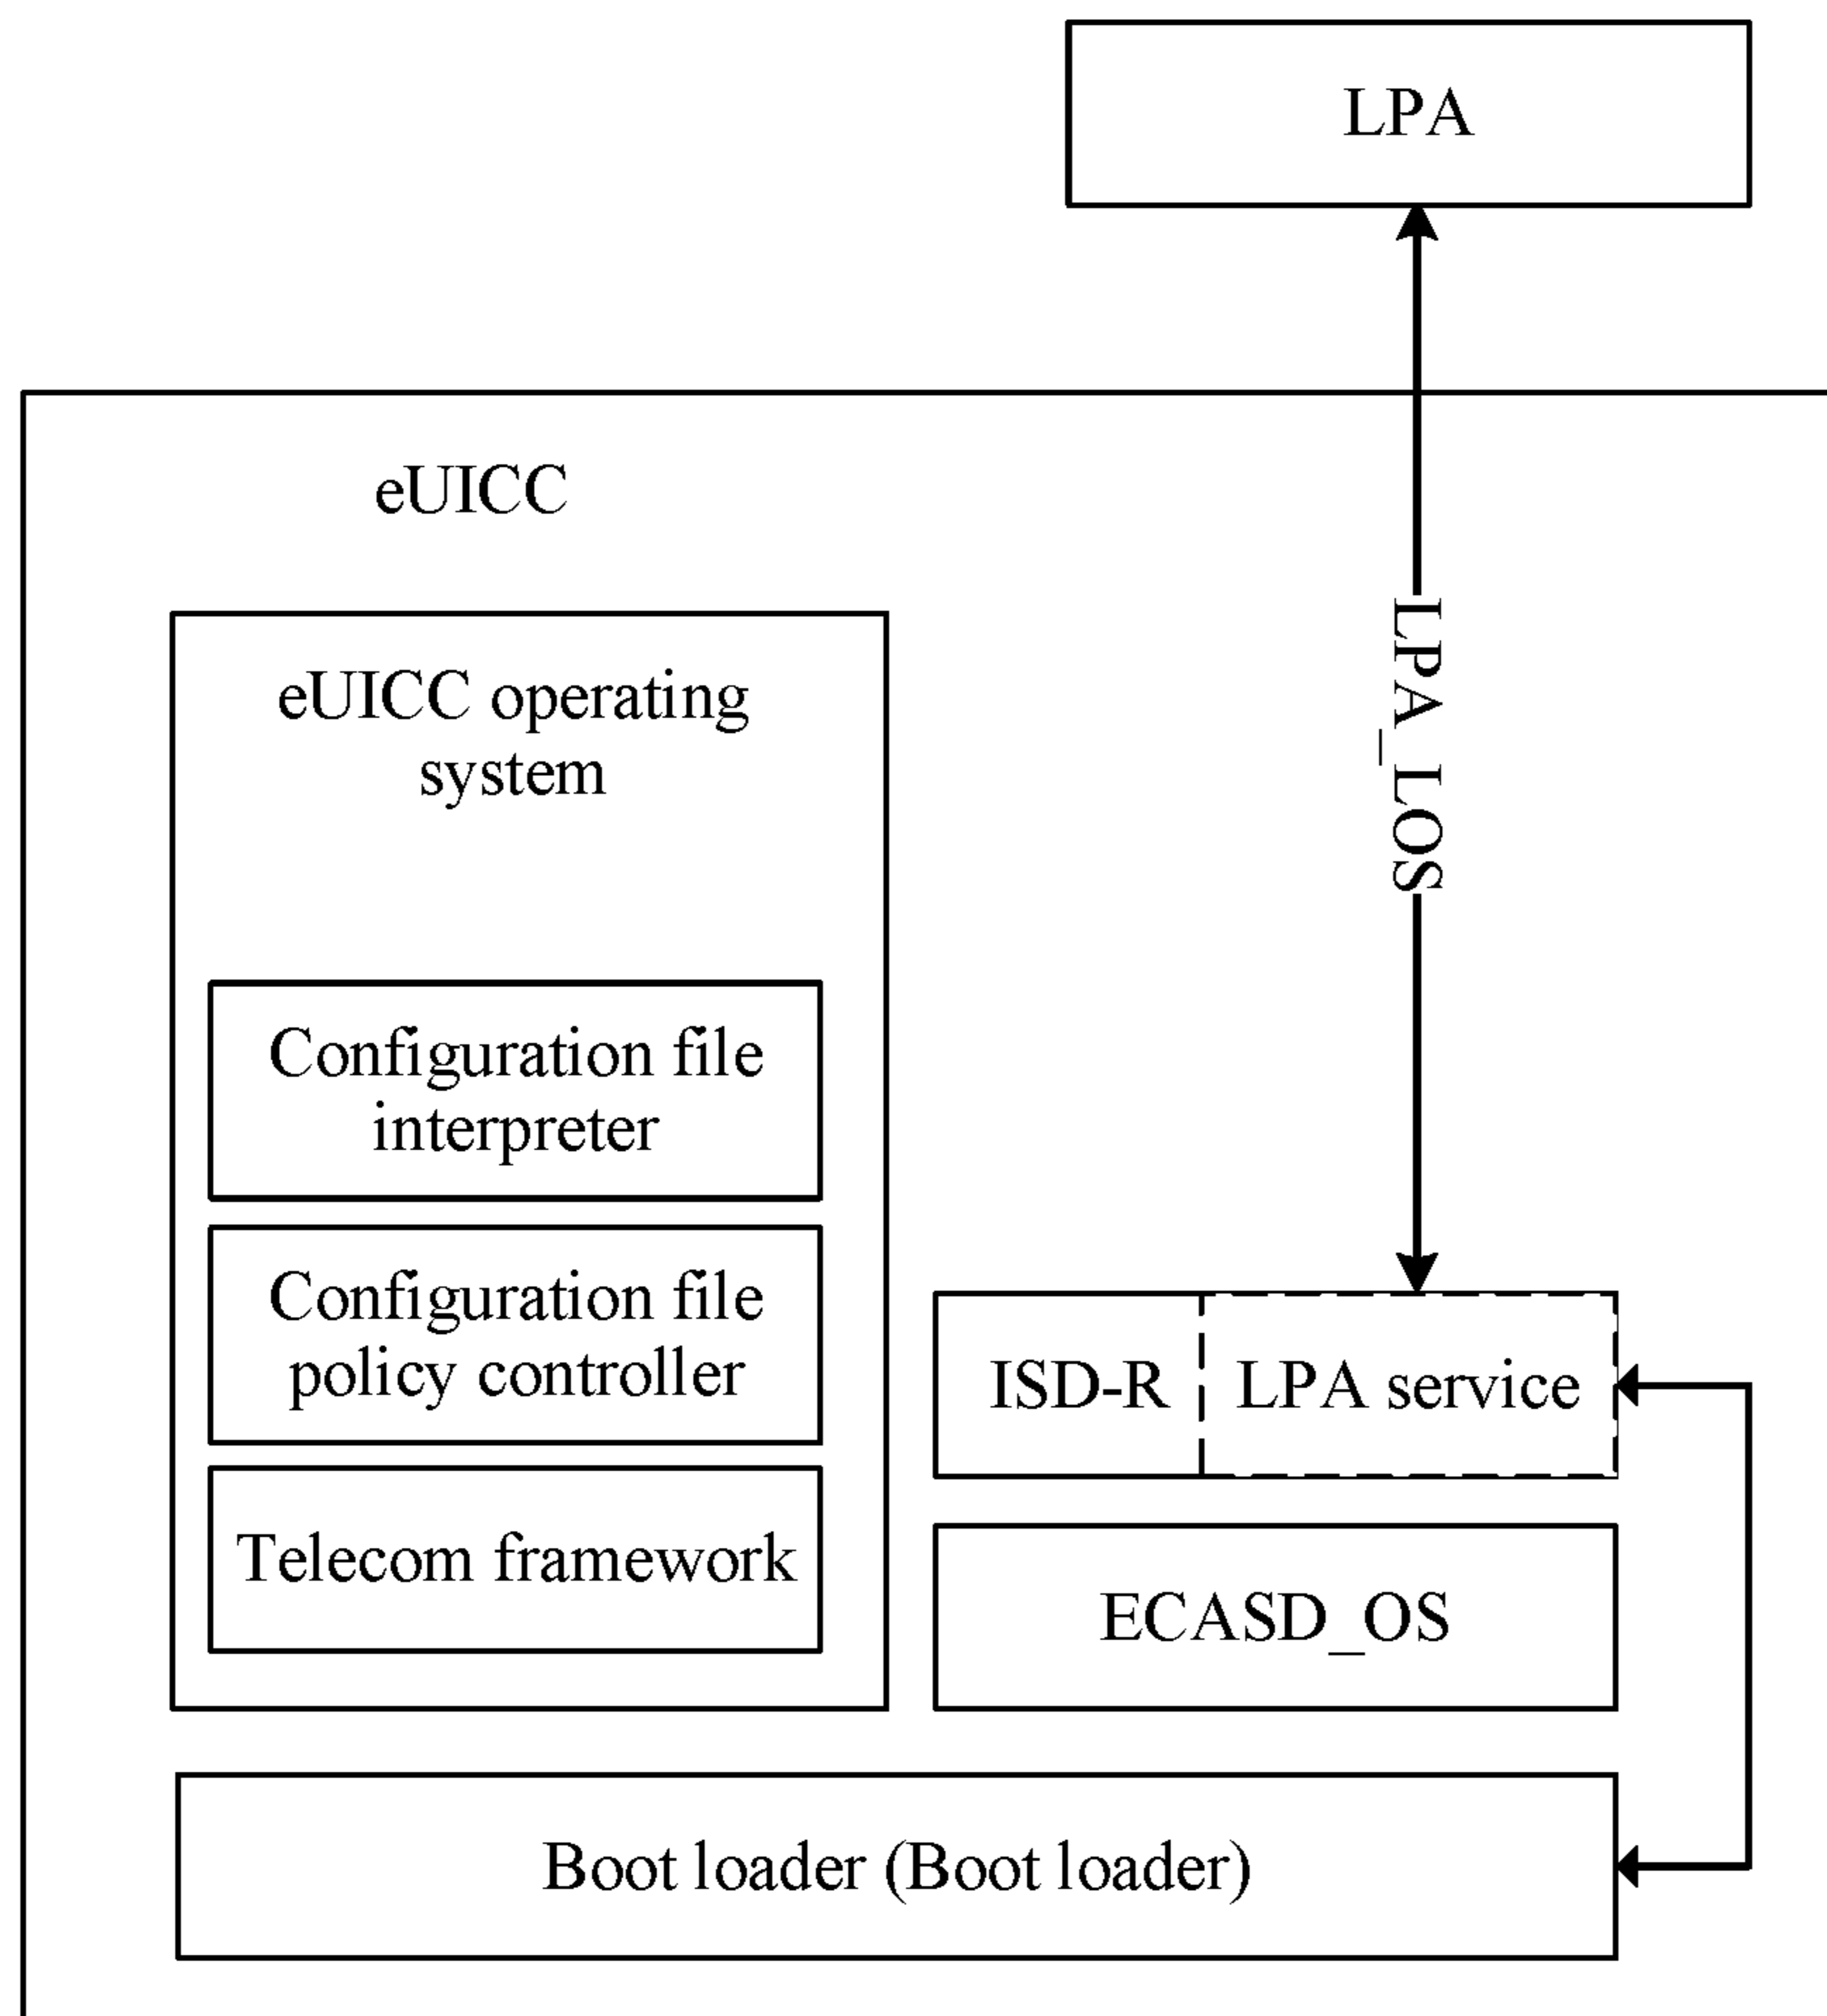 LPA
eUICC
LPA_LOS
eUICC operating
system
Configuration file
interpreter
Configuration file
policy controller
Telecom framework
ISD-R
LPA service
ECASD_OS
Boot loader (Boot loader)